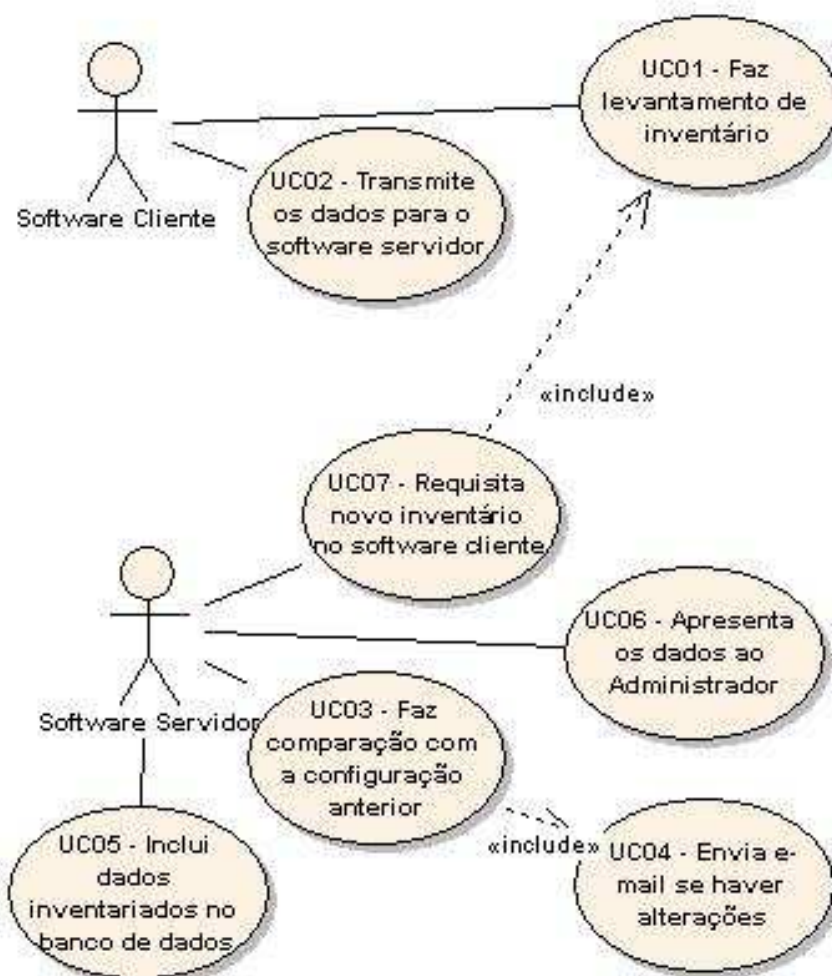 UC01 - Faz
levantamento de
inventário
UC02 - Transmite
os dados para o
software servidor
Software Cliente
«include»
UC07 - Requisita
novo inventário
no software cliente
UC06 - Apresenta
os dados ao
Administrador
Software Servidor
UC03 - Faz
comparação com
a configuração
anterior
«include»
UC04 - Envia e-
mail se haver
alterações
UC05 - Inclui
dados
inventariados no
banco de dados